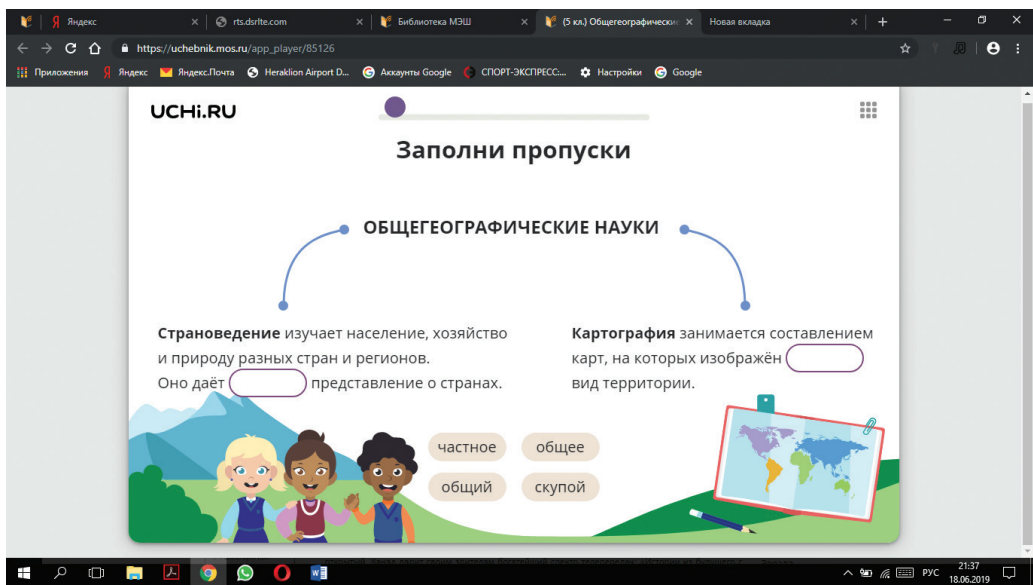 Яндекс
rts.dsrlte.com
Библиотека МЭШ
(5 кл.) Общегеографически
Новая вкладка
https://uchebnik.mos.ru/app_player/85126
Приложения
Яндекс
Яндекс.Почта
Heraklion Airport D...
Аккаунты Google
СПОРТ-ЭКСПРЕСС:...
Настройки
Google
UCHi.RU
Заполни пропуски
ОБЩЕГЕОГРАФИЧЕСКИЕ НАУКИ
Страноведение изучает население, хозяйство
и природу разных стран и регионов.
Оно даёт представление о странах.
Картография занимается составлением
карт, на которых изображён
вид территории.
частное
общее
общий
скупой
РУС
21:37
18.06.2019